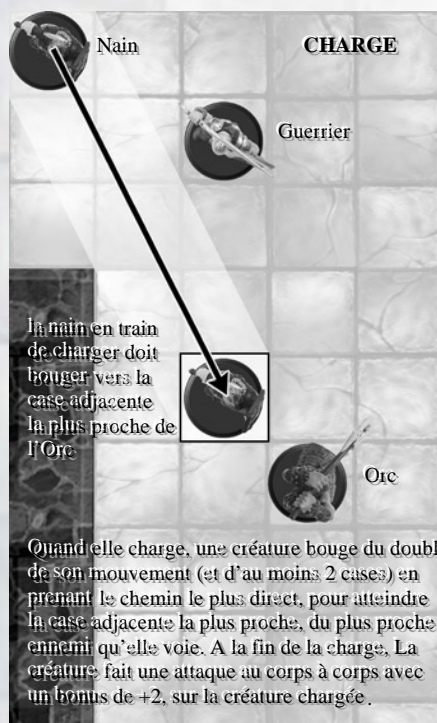 Nain
CHARGE
Guerrier
la nain en train
de charger doit
bouger vers la
case adjacente
la plus proche de
l'Orc
Orc
Quand elle charge, une créature bouge du doubl
de son mouvement (et d'au moins 2 cases) en
prenant le chemin le plus direct, pour atteindre
la case adjacente la plus proche, du plus proche
ennemi qu'elle voie. A la fin de la charge, La
créature fait une attaque au corps à corps avec
un bonus de +2, sur la créature chargée.